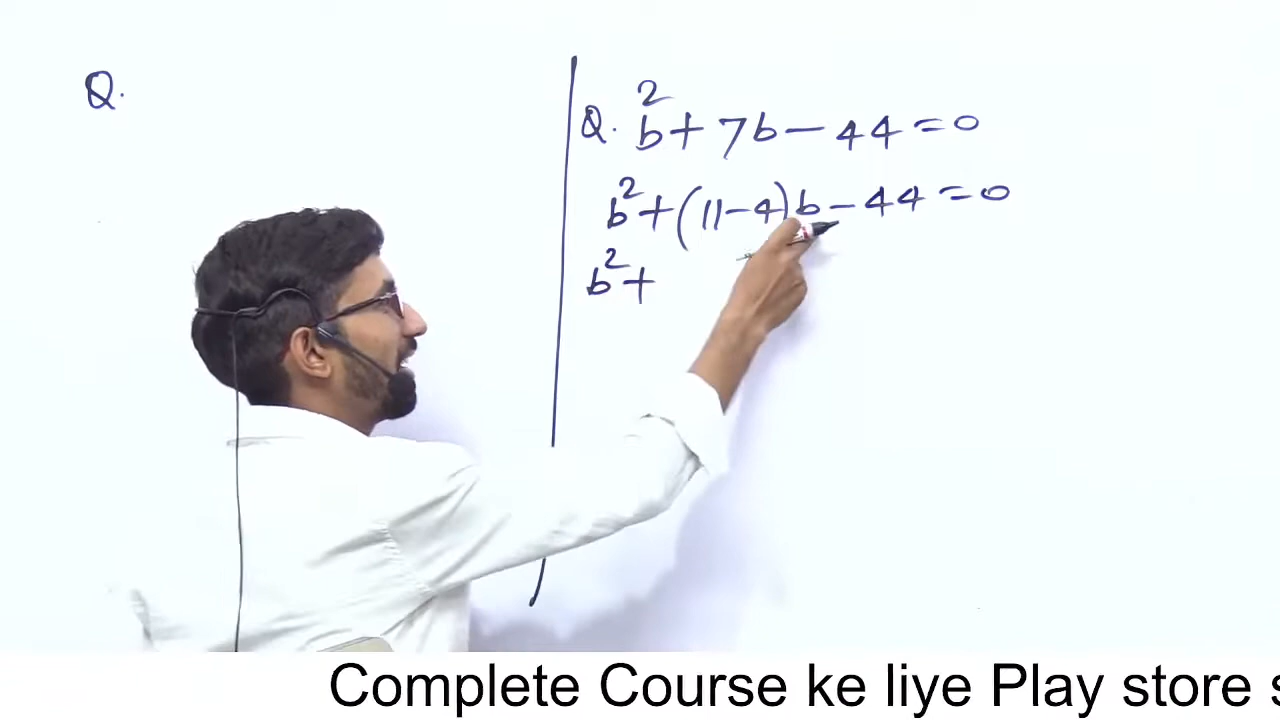 Q.
Q. b²+ 7b - 44 = 0
b² + (11-4)b - 44 = 0
b² +
Complete Course ke liye Play store